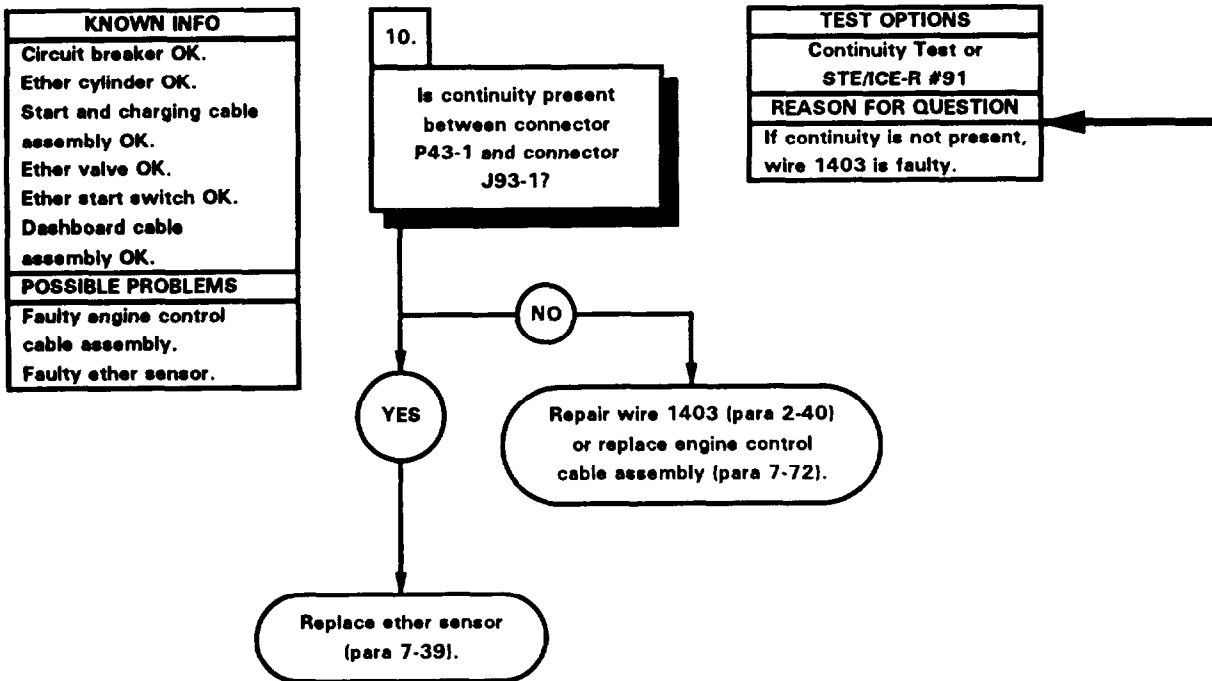 KNOWN INFO
Circuit breaker OK.
Ether cylinder OK.
Start and charging cable
assembly OK.
Ether valve OK.
Ether start switch OK.
Dashboard cable
assembly OK.
POSSIBLE PROBLEMS
Faulty engine control
cable assembly.
Faulty ether sensor.
10.
Is continuity present
between connector
P43-1 and connector
J93-1?
TEST OPTIONS
Continuity Test or
STE/ICE-R #91
REASON FOR QUESTION
If continuity is not present,
wire 1403 is faulty.
NO
YES
Repair wire 1403 (para 2-40)
or replace engine control
cable assembly (para 7-72).
Replace ether sensor
(para 7-39).